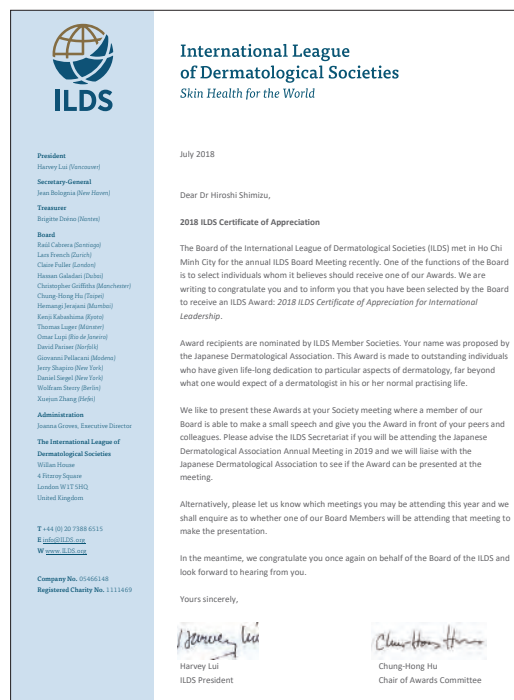 ILDS
International League
of Dermatological Societies
Skin Health for the World
President
Harvey Lui (Vancouver)
Secretary-General
Jean Bolognia (New Haven)
Treasurer
Brigitte Dréno (Nantes)
Board
Raúl Cabrera (Santiago)
Lars French (Zurich)
Claire Fuller (London)
Hassan Galadari (Dubai)
Christopher Griffiths (Manchester)
Chung-Hong Hu (Taipei)
Hemangi Jerajani (Mumbai)
Kenji Kabashima (Kyoto)
Thomas Luger (Münster)
Omar Lupi (Rio de Janeiro)
David Pariser (Norfolk)
Giovanni Pellacani (Modena)
Jerry Shapiro (New York)
Daniel Siegel (New York)
Wolfram Sterry (Berlin)
Xuejun Zhang (Hefei)
Administration
Joanna Groves, Executive Director
The International League of
Dermatological Societies
Willan House
4 Fitzroy Square
London W1T 5HQ
United Kingdom
T +44 (0) 20 7388 6515
E info@ILDS.org
W www.ILDS.org
Company No. 05466148
Registered Charity No. 1111469
July 2018
Dear Dr Hiroshi Shimizu,
2018 ILDS Certificate of Appreciation
The Board of the International League of Dermatological Societies (ILDS) met in Ho Chi
Minh City for the annual ILDS Board Meeting recently. One of the functions of the Board
is to select individuals whom it believes should receive one of our Awards. We are
writing to congratulate you and to inform you that you have been selected by the Board
to receive an ILDS Award: 2018 ILDS Certificate of Appreciation for International
Leadership.
Award recipients are nominated by ILDS Member Societies. Your name was proposed by
the Japanese Dermatological Association. This Award is made to outstanding individuals
who have given life-long dedication to particular aspects of dermatology, far beyond
what one would expect of a dermatologist in his or her normal practising life.
We like to present these Awards at your Society meeting where a member of our
Board is able to make a small speech and give you the Award in front of your peers and
colleagues. Please advise the ILDS Secretariat if you will be attending the Japanese
Dermatological Association Annual Meeting in 2019 and we will liaise with the
Japanese Dermatological Association to see if the Award can be presented at the
meeting.
Alternatively, please let us know which meetings you may be attending this year and we
shall enquire as to whether one of our Board Members will be attending that meeting to
make the presentation.
In the meantime, we congratulate you once again on behalf of the Board of the ILDS and
look forward to hearing from you.
Yours sincerely,
Harvey Lui
Chung-Hong Hu
Harvey Lui
Chung-Hong Hu
ILDS President
Chair of Awards Committee